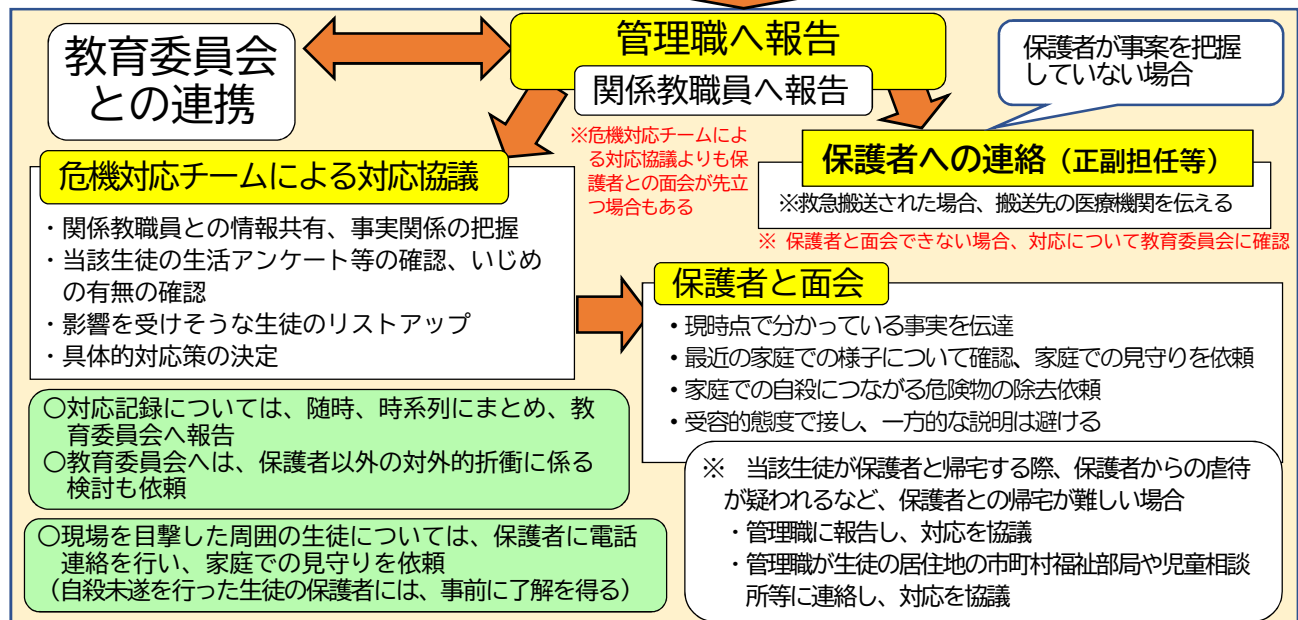 教育委員会
との連携
管理職へ報告
関係教職員へ報告
保護者が事案を把握
していない場合
※危機対応チームによ
る対応協議よりも保
護者との面会が先立
つ場合もある
保護者への連絡（正副担任等）
※救急搬送された場合、搬送先の医療機関を伝える
※ 保護者と面会できない場合、対応について教育委員会に確認
危機対応チームによる対応協議
・関係教職員との情報共有、事実関係の把握
・当該生徒の生活アンケート等の確認、いじめ
の有無の確認
・影響を受けそうな生徒のリストアップ
・具体的対応策の決定
保護者と面会
・現時点で分かっている事実を伝達
・最近の家庭での様子について確認、家庭での見守りを依頼
・家庭での自殺につながる危険物の除去依頼
・受容的態度で接し、一方的な説明は避ける
〇対応記録については、随時、時系列にまとめ、教
育委員会へ報告
〇教育委員会へは、保護者以外の対外的折衝に係る
検討も依頼
〇現場を目撃した周囲の生徒については、保護者に電話
連絡を行い、家庭での見守りを依頼
（自殺未遂を行った生徒の保護者には、事前に了解を得る）
※　当該生徒が保護者と帰宅する際、保護者からの虐待
が疑われるなど、保護者との帰宅が難しい場合
・管理職に報告し、対応を協議
・管理職が生徒の居住地の市町村福祉部局や児童相談
所等に連絡し、対応を協議